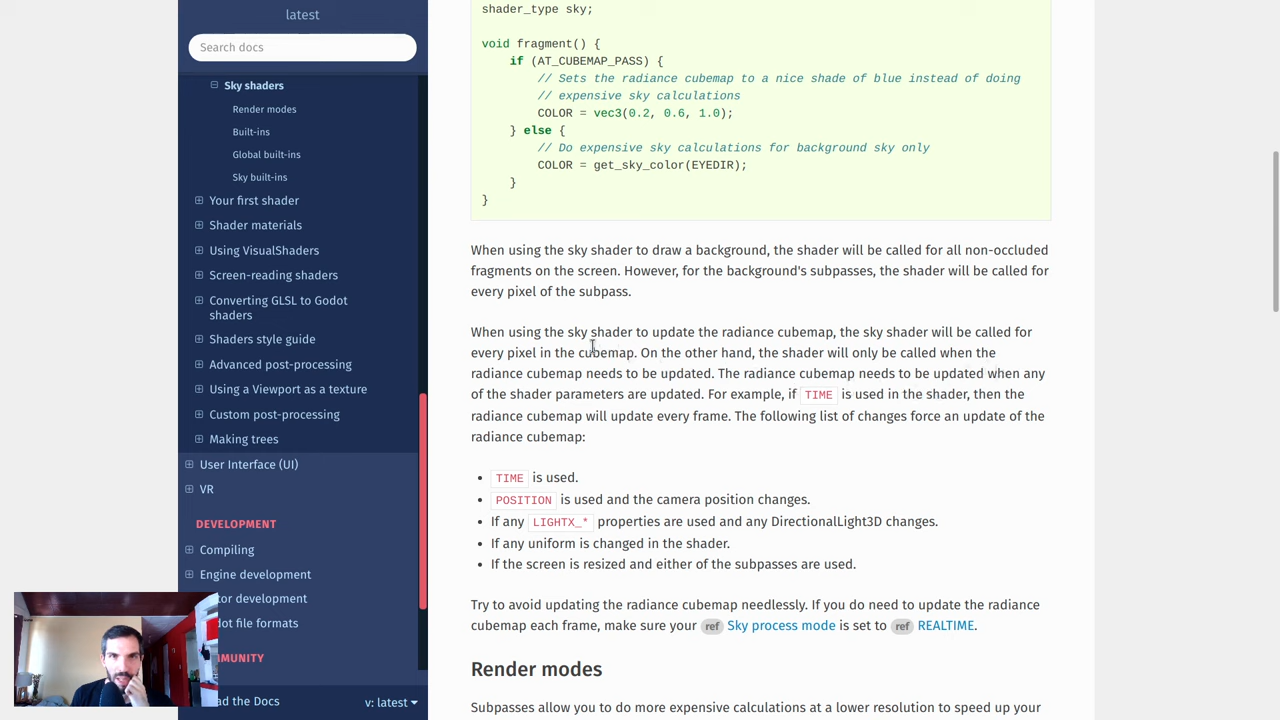 latest
Search docs
Sky shaders
Render modes
Built-ins
Global built-ins
Sky built-ins
Your first shader
Shader materials
Using VisualShaders
Screen-reading shaders
Converting GLSL to Godot
shaders
Shaders style guide
Advanced post-processing
Using a Viewport as a texture
Custom post-processing
Making trees
User Interface (UI)
VR
DEVELOPMENT
Compiling
Engine development
tor development
dot file formats
MMUNITY
ad the Docs
v: latest
shader_type sky;
void fragment() {
if (AT_CUBEMAP_PASS) {
// Sets the radiance cubemap to a nice shade of blue instead of doing
// expensive sky calculations
COLOR = vec3(0.2, 0.6, 1.0);
} else {
// Do expensive sky calculations for background sky only
COLOR = get_sky_color(EYEDIR);
}
}
When using the sky shader to draw a background, the shader will be called for all non-occluded
fragments on the screen. However, for the background's subpasses, the shader will be called for
every pixel of the subpass.
When using the sky shader to update the radiance cubemap, the sky shader will be called for
every pixel in the cubemap. On the other hand, the shader will only be called when the
radiance cubemap needs to be updated. The radiance cubemap needs to be updated when any
of the shader parameters are updated. For example, if TIME is used in the shader, then the
radiance cubemap will update every frame. The following list of changes force an update of the
radiance cubemap:
• TIME is used.
• POSITION is used and the camera position changes.
• If any LIGHTX_* properties are used and any DirectionalLight3D changes.
• If any uniform is changed in the shader.
• If the screen is resized and either of the subpasses are used.
Try to avoid updating the radiance cubemap needlessly. If you do need to update the radiance
cubemap each frame, make sure your ref Sky process mode is set to ref REALTIME.
Render modes
Subpasses allow you to do more expensive calculations at a lower resolution to speed up your